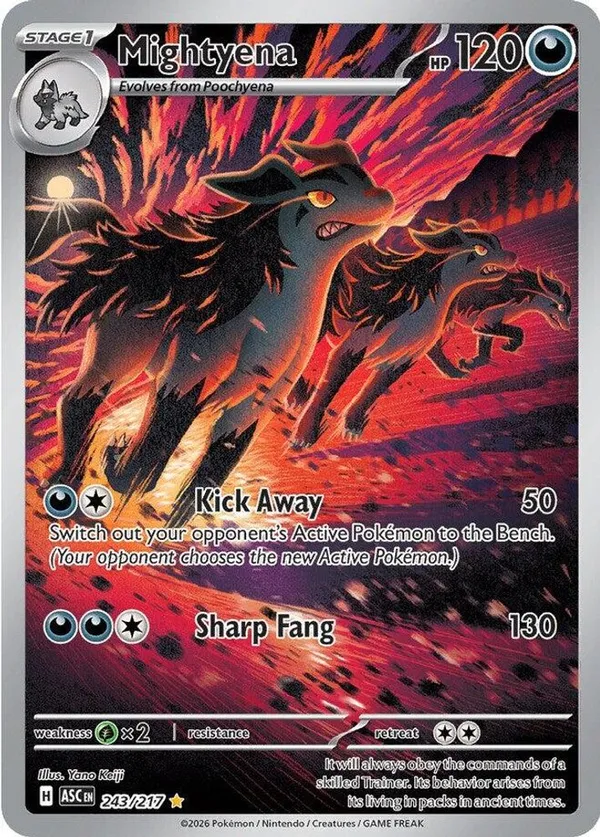 STAGE 1
Mightyena
HP 120
Evolves from Poochyena
Kick Away 50
Switch out your opponent's Active Pokémon to the Bench.
(Your opponent chooses the new Active Pokémon.)
Sharp Fang 130
weakness ×2 resistance retreat
It will always obey the commands of a
skilled Trainer. Its behavior arises from
its living in packs in ancient times.
Illus. Yano Keiji
H ASC EN 243/217
©2026 Pokémon / Nintendo / Creatures / GAME FREAK